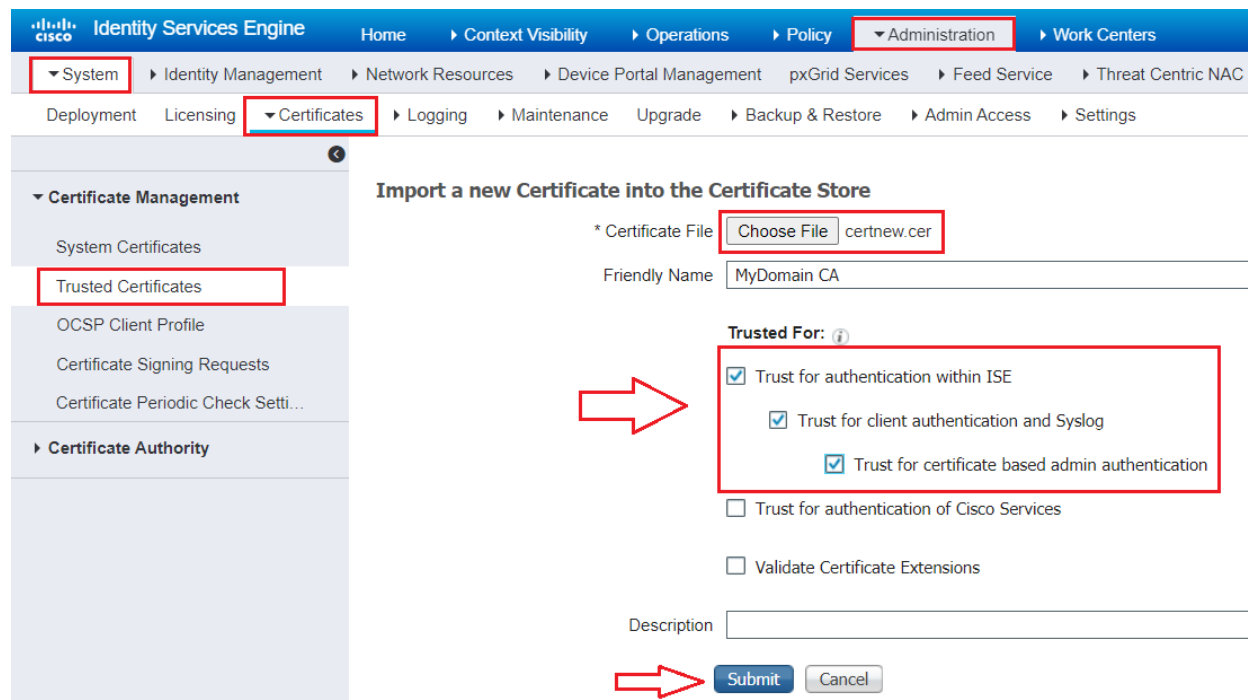 CISCO Identity Services Engine Home Context Visibility Operations Policy Administration Work Centers
System Identity Management Network Resources Device Portal Management pxGrid Services Feed Service Threat Centric NAC
Deployment Licensing Certificates Logging Maintenance Upgrade Backup & Restore Admin Access Settings
Certificate Management
System Certificates
Trusted Certificates
OCSP Client Profile
Certificate Signing Requests
Certificate Periodic Check Setti...
Certificate Authority
Import a new Certificate into the Certificate Store
* Certificate File Choose File certnew.cer
Friendly Name MyDomain CA
Trusted For: i
Trust for authentication within ISE
Trust for client authentication and Syslog
Trust for certificate based admin authentication
Trust for authentication of Cisco Services
Validate Certificate Extensions
Description
Submit Cancel